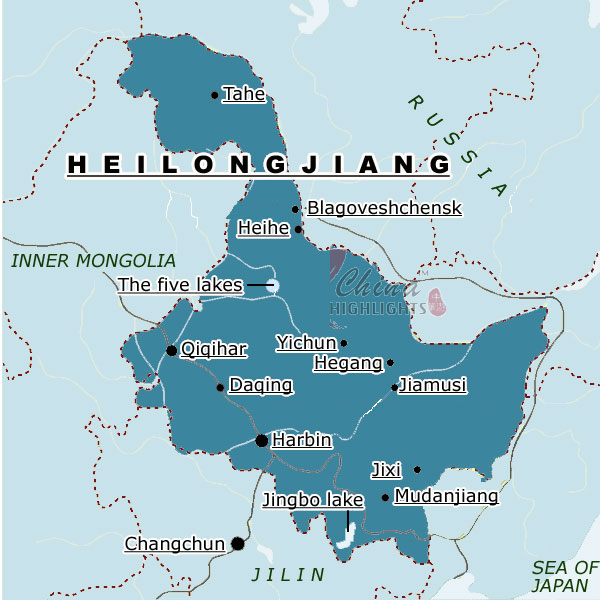 Tahe
RUSSIA
HEILONGJIANG
Blagoveshchensk
Heihe
INNER MONGOLIA
The five lakes
China™
HIGHLIGHTS
Yichun
Qiqihar
Hegang
Daqing
Jiamusi
Harbin
Jixi
Jingbo lake
Mudanjiang
Changchun
JILIN
SEA OF
JAPAN